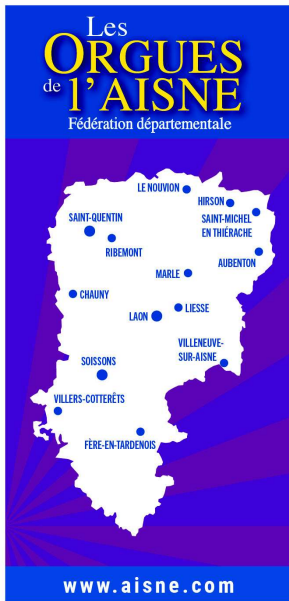 Les
ORGUES
de l'AISNE
Fédération départementale
LE NOUVION
HIRSON
SAINT-QUENTIN
SAINT-MICHEL
EN THIÉRACHE
RIBEMONT
AUBENTON
MARLE
CHAUNY
LIESSE
LAON
VILLENEUVE-
SUR-AISNE
SOISSONS
VILLERS-COTTERÊTS
FÈRE-EN-TARDENOIS
www.aisne.com